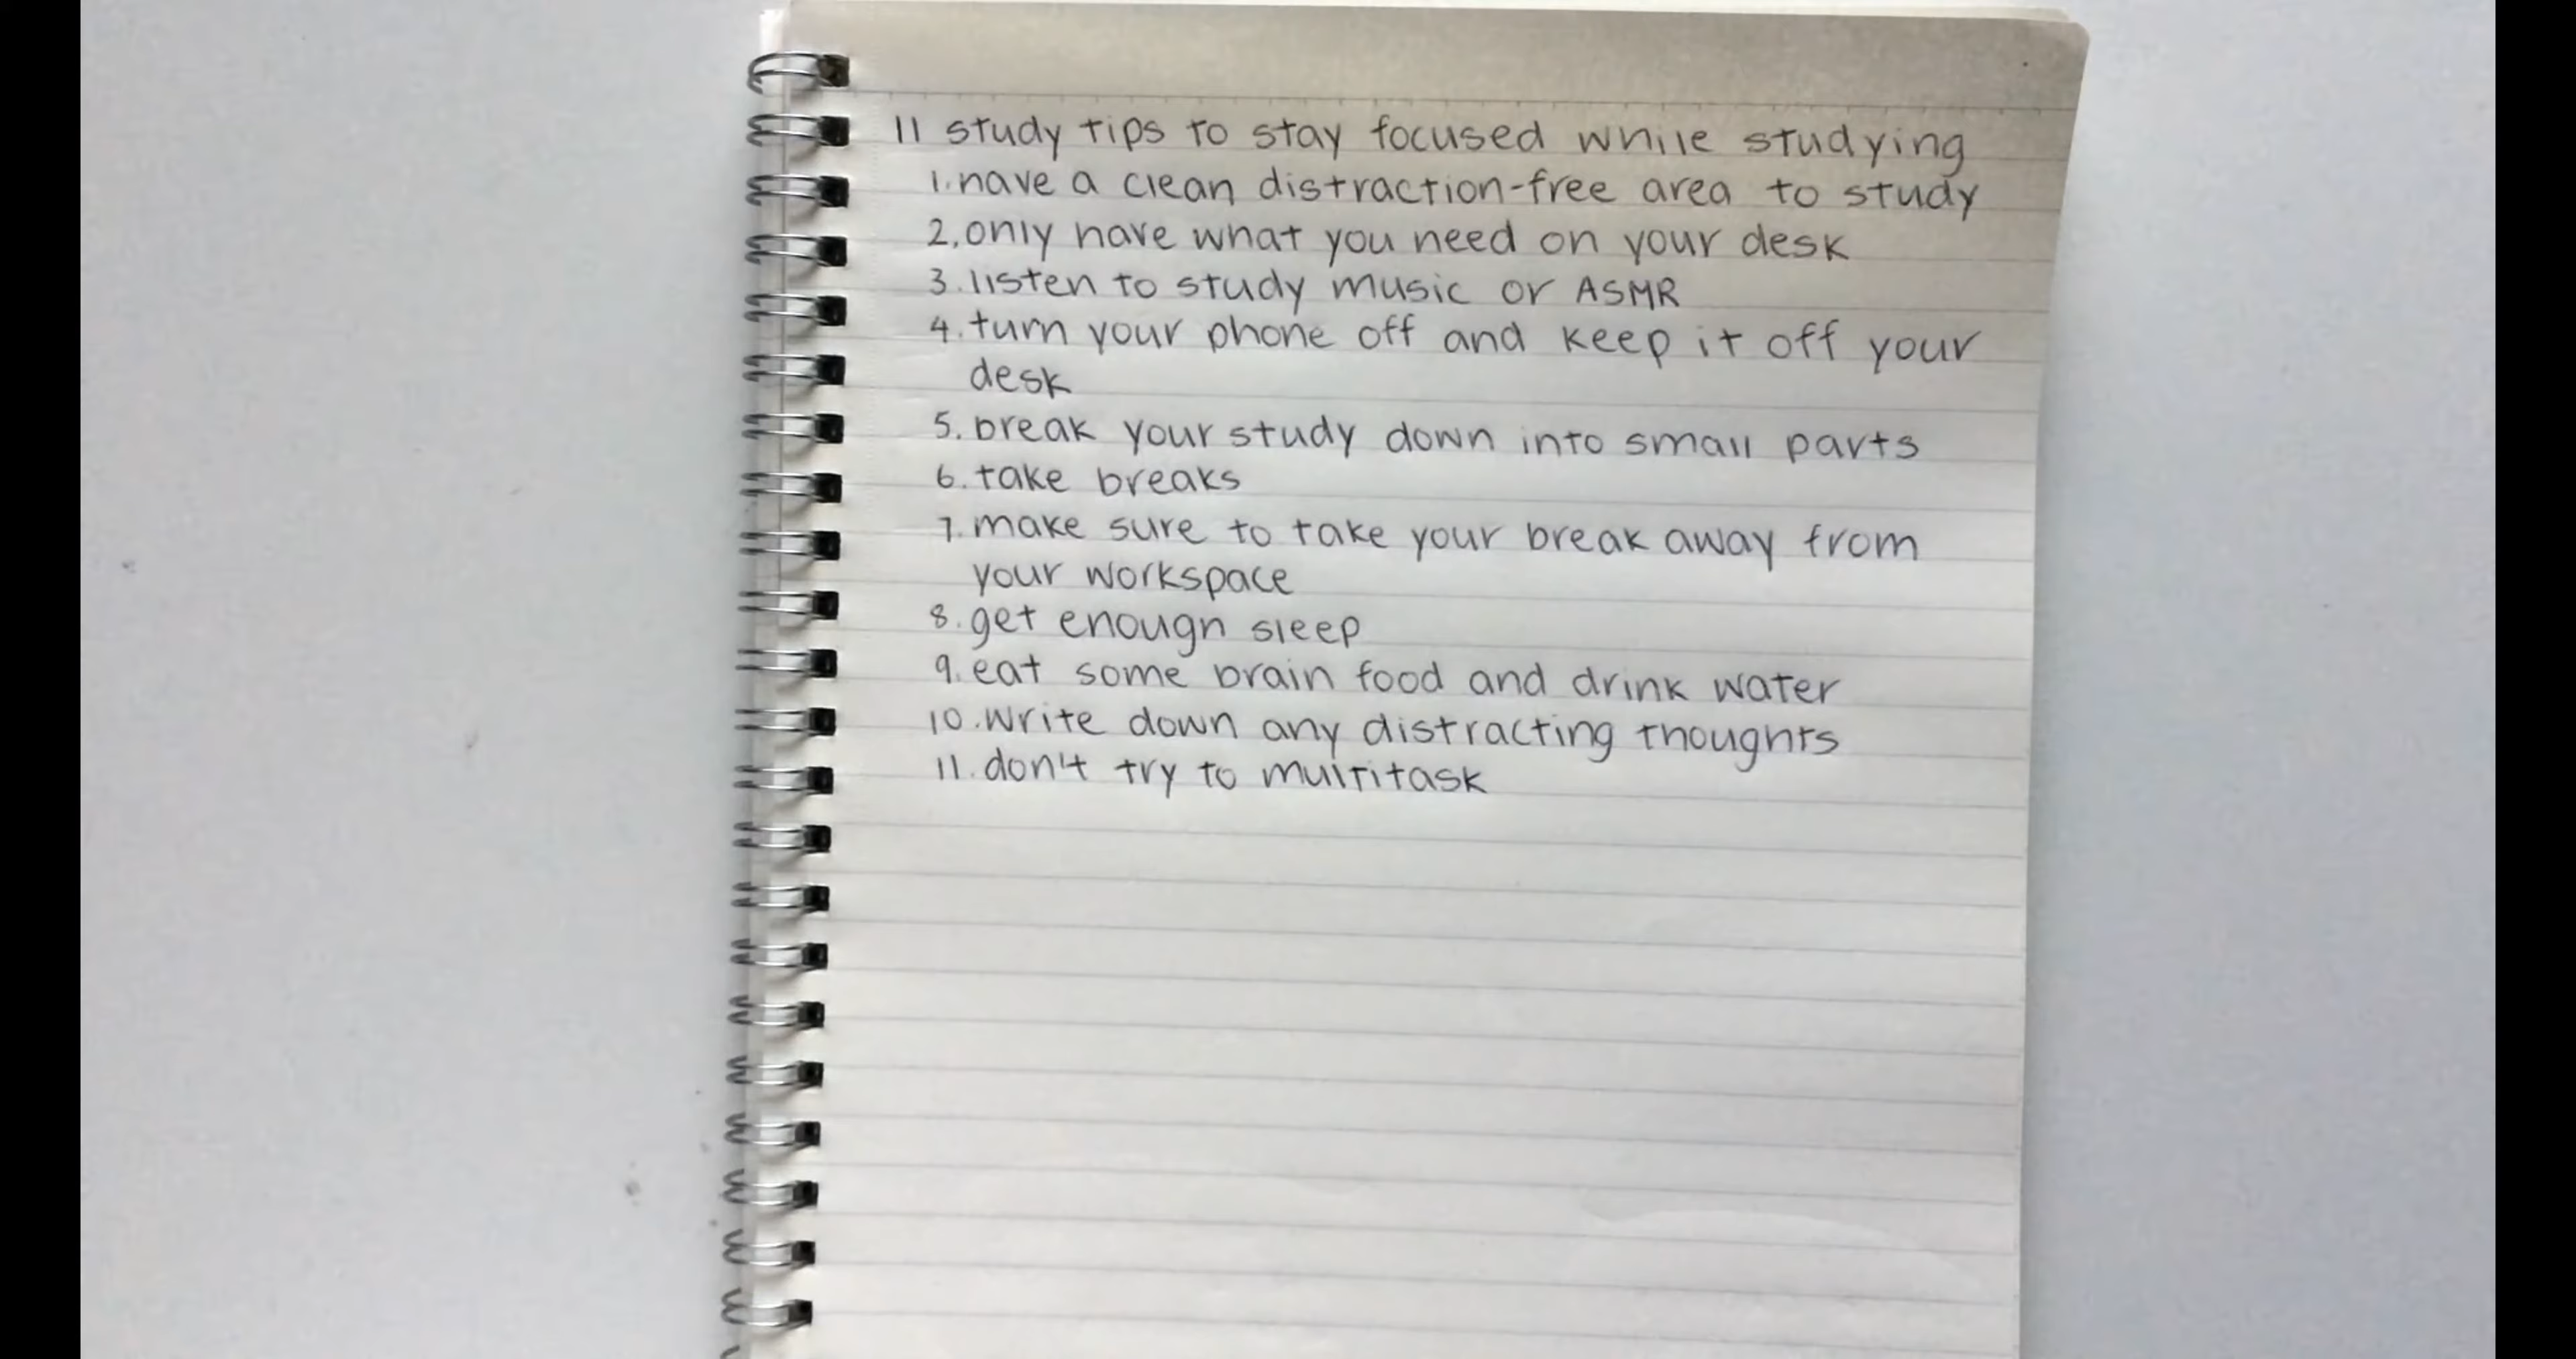 11 study tips to stay focused while studying
1. have a clean distraction-free area to study
2. only have what you need on your desk
3. listen to study music or ASMR
4. turn your phone off and keep it off your
desk
5. break your study down into small parts
6. take breaks
7. make sure to take your break away from
your workspace
8. get enough sleep
9. eat some brain food and drink water
10. write down any distracting thoughts
11. don't try to multitask